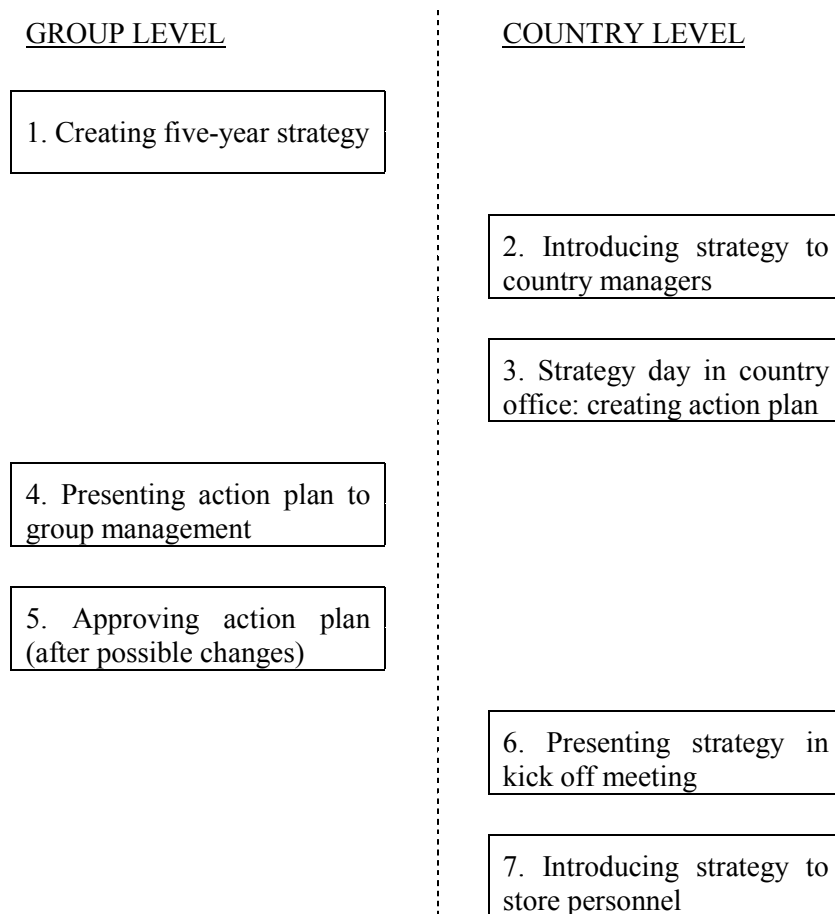 GROUP LEVEL
COUNTRY LEVEL
1. Creating five-year strategy
2. Introducing strategy to
country managers
3. Strategy day in country
office: creating action plan
4. Presenting action plan to
group management
5. Approving action plan
(after possible changes)
6. Presenting strategy in
kick off meeting
7. Introducing strategy to
store personnel